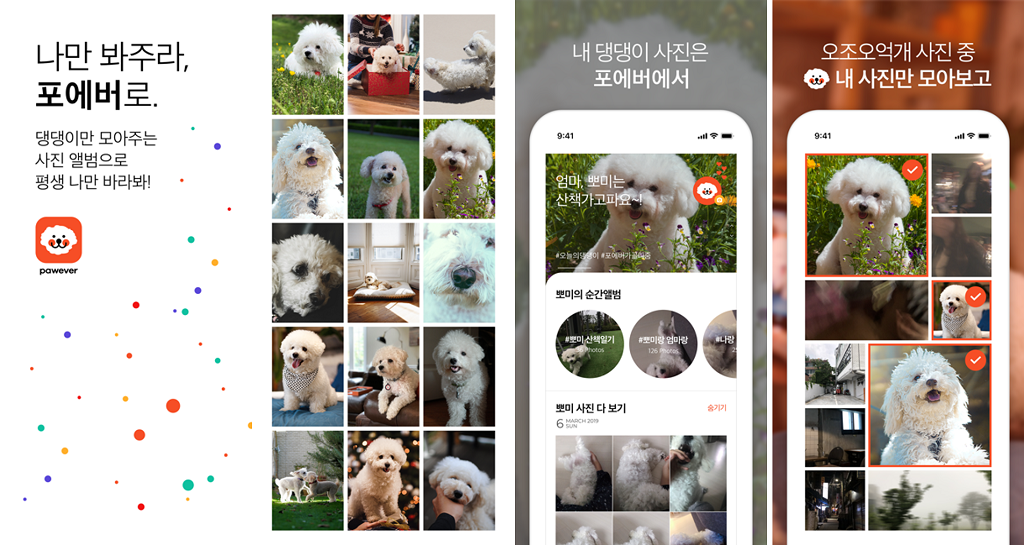 나만 봐주라,
포에버로.
댕댕이만 모아주는
사진 앨범으로
평생 나만 바라봐!
pawever
내 댕댕이 사진은
포에버에서
9:41
엄마, 뽀미는
산책가고파요~!
#오늘의댕댕이 #포에버가골라줌
뽀미의 순간앨범
#뽀미 산책일기
#뽀미랑 엄마랑
126 Photos
#나랑
뽀미 사진 다 보기
숨기기
6 MARCH 2019
SUN
오조오억개 사진 중
내 사진만 모아보고
9:41